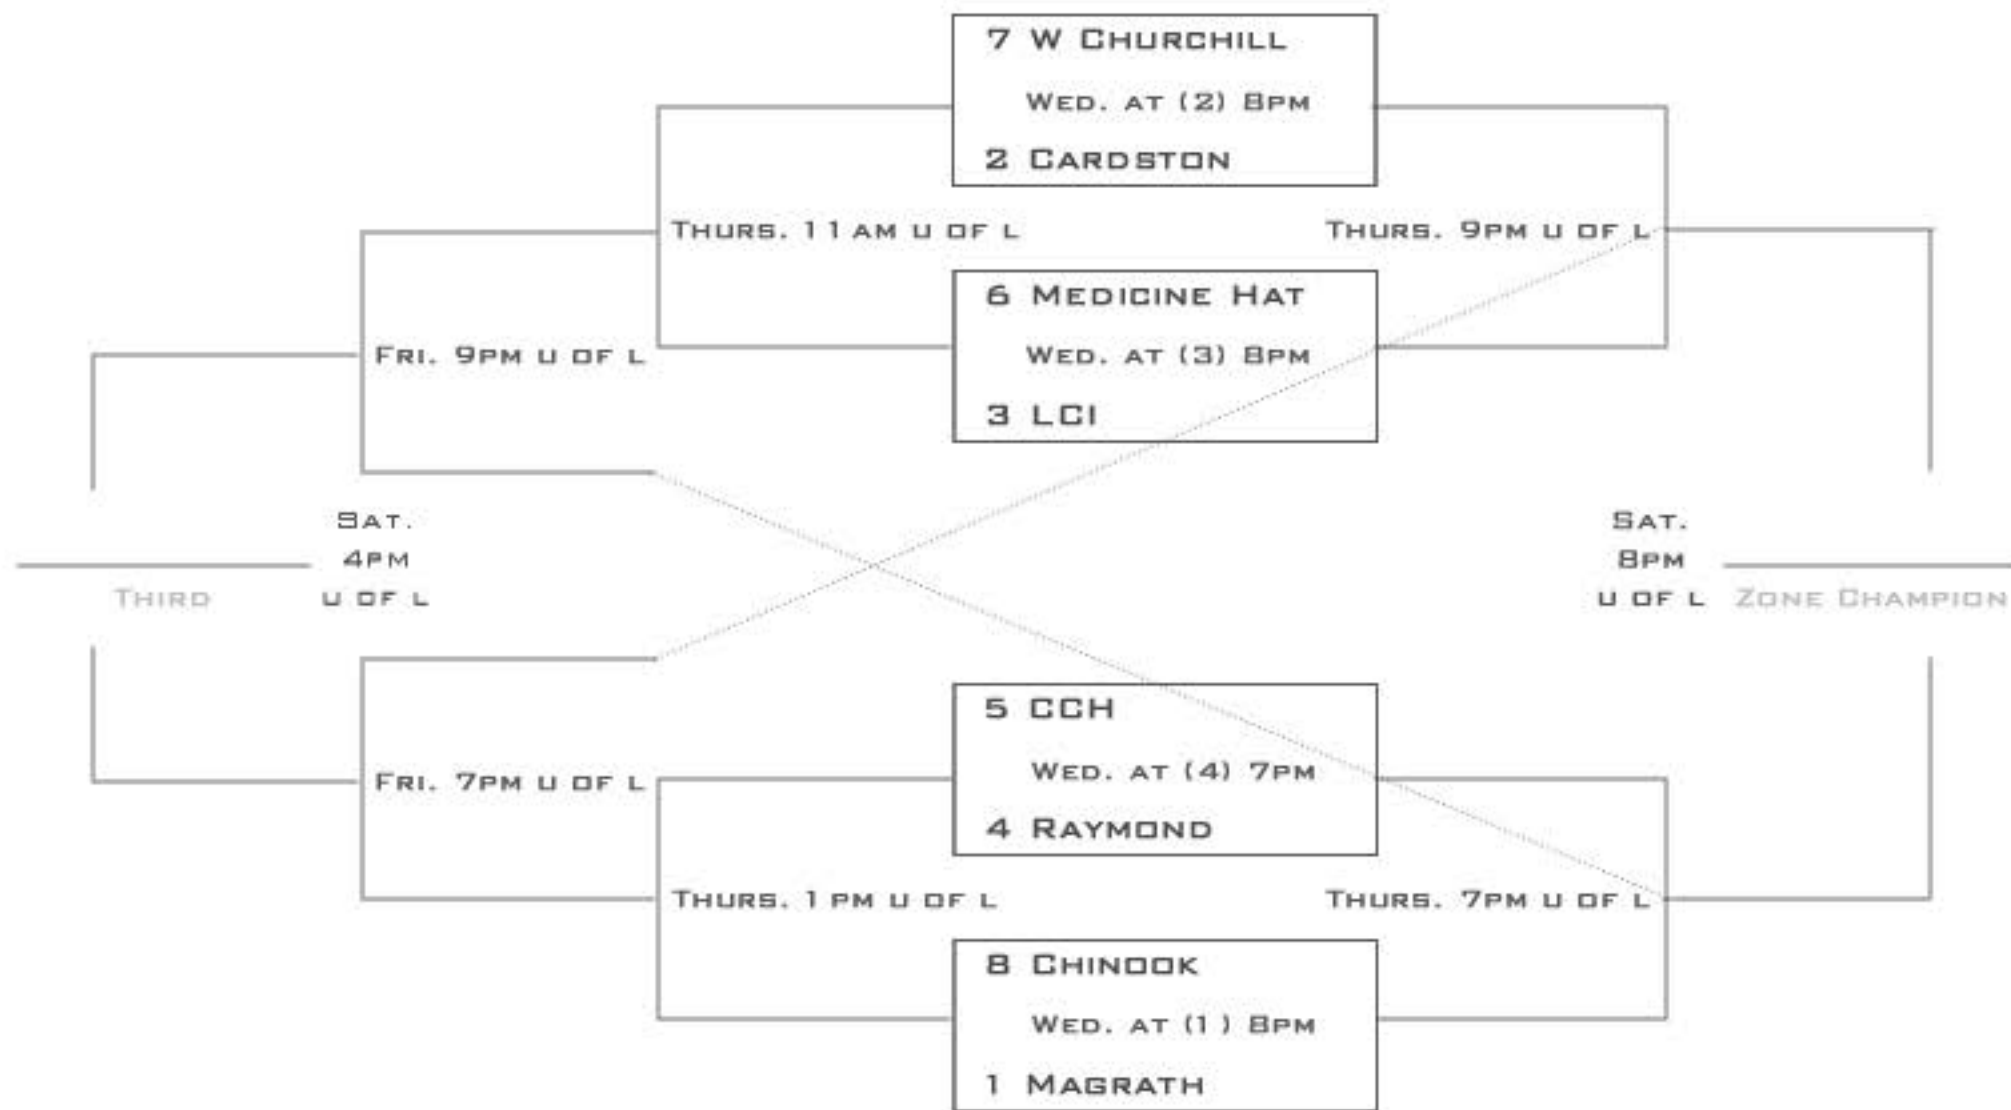 7 W CHURCHILL
WED. AT (2) 8PM
2 CARDSTON
THURS. 11 AM U OF L
THURS. 9PM U OF L
6 MEDICINE HAT
WED. AT (3) 8PM
3 LCI
FRI. 9PM U OF L
SAT.
4PM
U OF L
THIRD
SAT.
8PM
U OF L
ZONE CHAMPION
5 CCH
WED. AT (4) 7PM
4 RAYMOND
FRI. 7PM U OF L
THURS. 1 PM U OF L
THURS. 7PM U OF L
8 CHINOOK
WED. AT (1) 8PM
1 MAGRATH